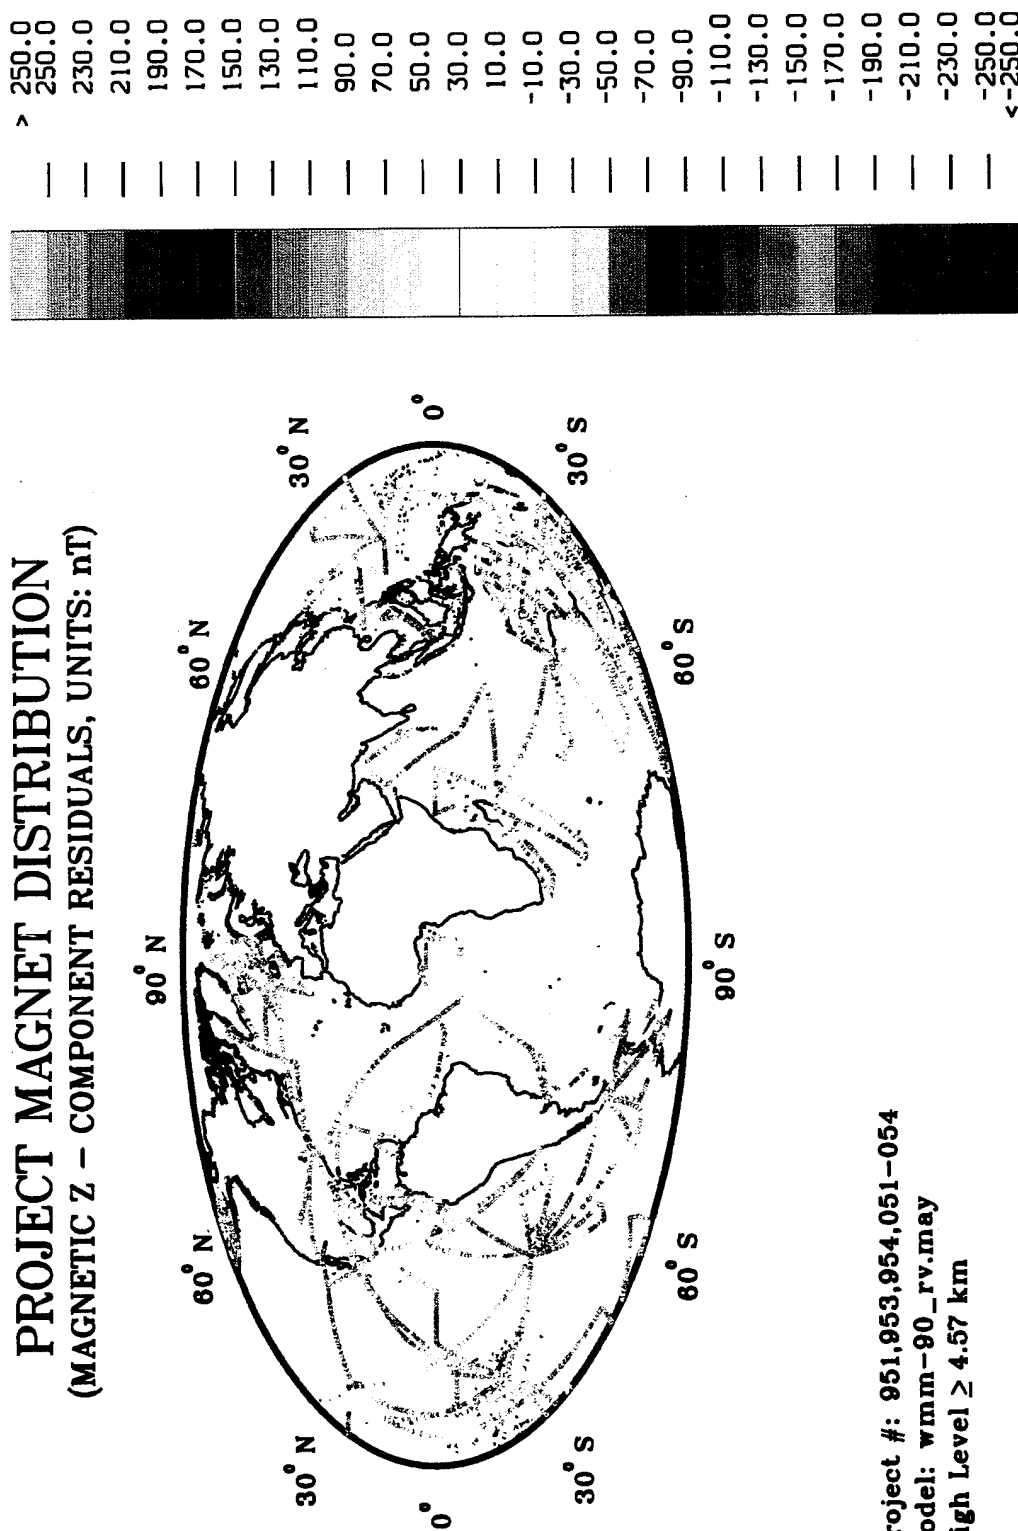 PROJECT MAGNET DISTRIBUTION
(MAGNETIC Z – COMPONENT RESIDUALS, UNITS: nT)
90° N
60° N
60° N
30° N
30° N
0°
0°
30° S
30° S
60° S
60° S
90° S
roject #: 951,953,954,051-054
odel: wmm-90_rv.may
igh Level ≥ 4.57 km
> 250.0
250.0
230.0
210.0
190.0
170.0
150.0
130.0
110.0
90.0
70.0
50.0
30.0
10.0
-10.0
-30.0
-50.0
-70.0
-90.0
-110.0
-130.0
-150.0
-170.0
-190.0
-210.0
-230.0
-250.0
<-250.0